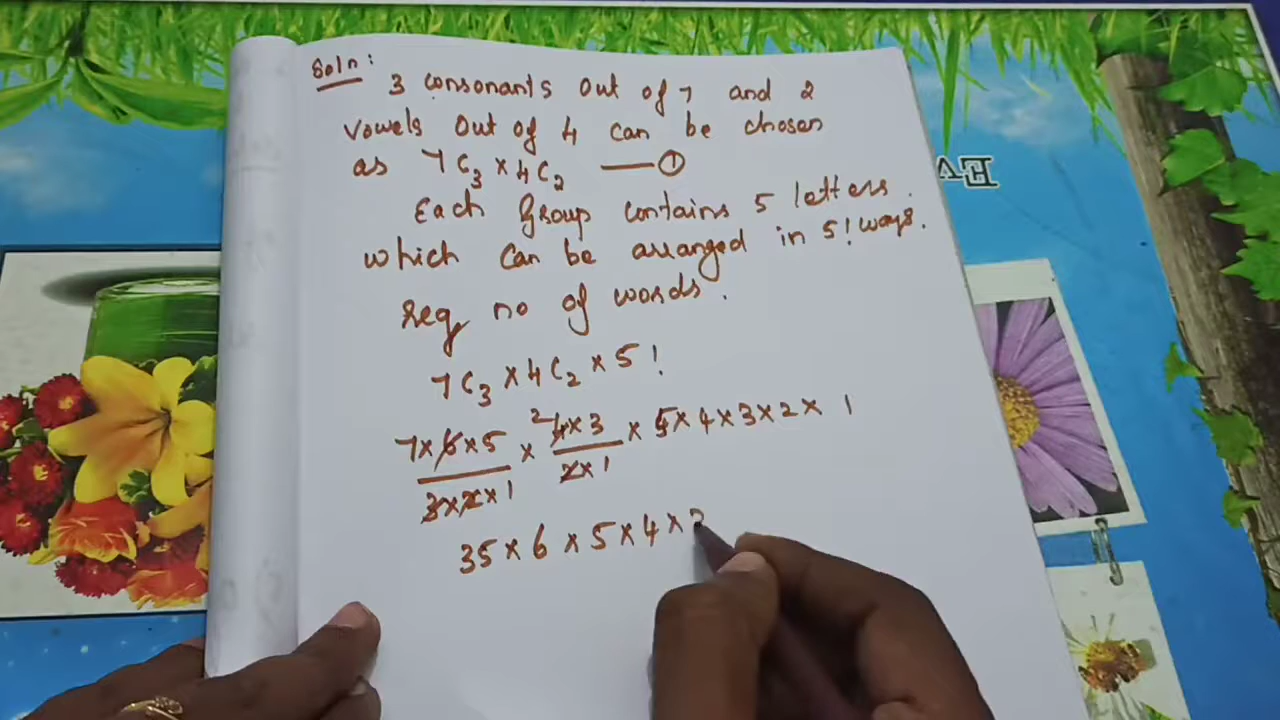 Soln:
3 consonants out of 7 and 2
vowels out of 4 can be chosen
as 7C₃ × 4C₂ —— ①
Each group contains 5 letters.
which can be arranged in 5! ways.
Req no of words.
7C₃ × 4C₂ × 5!
7×6×5/3×2×1 × 2 4×3/2×1 × 5×4×3×2×1
35 × 6 × 5 × 4 ×